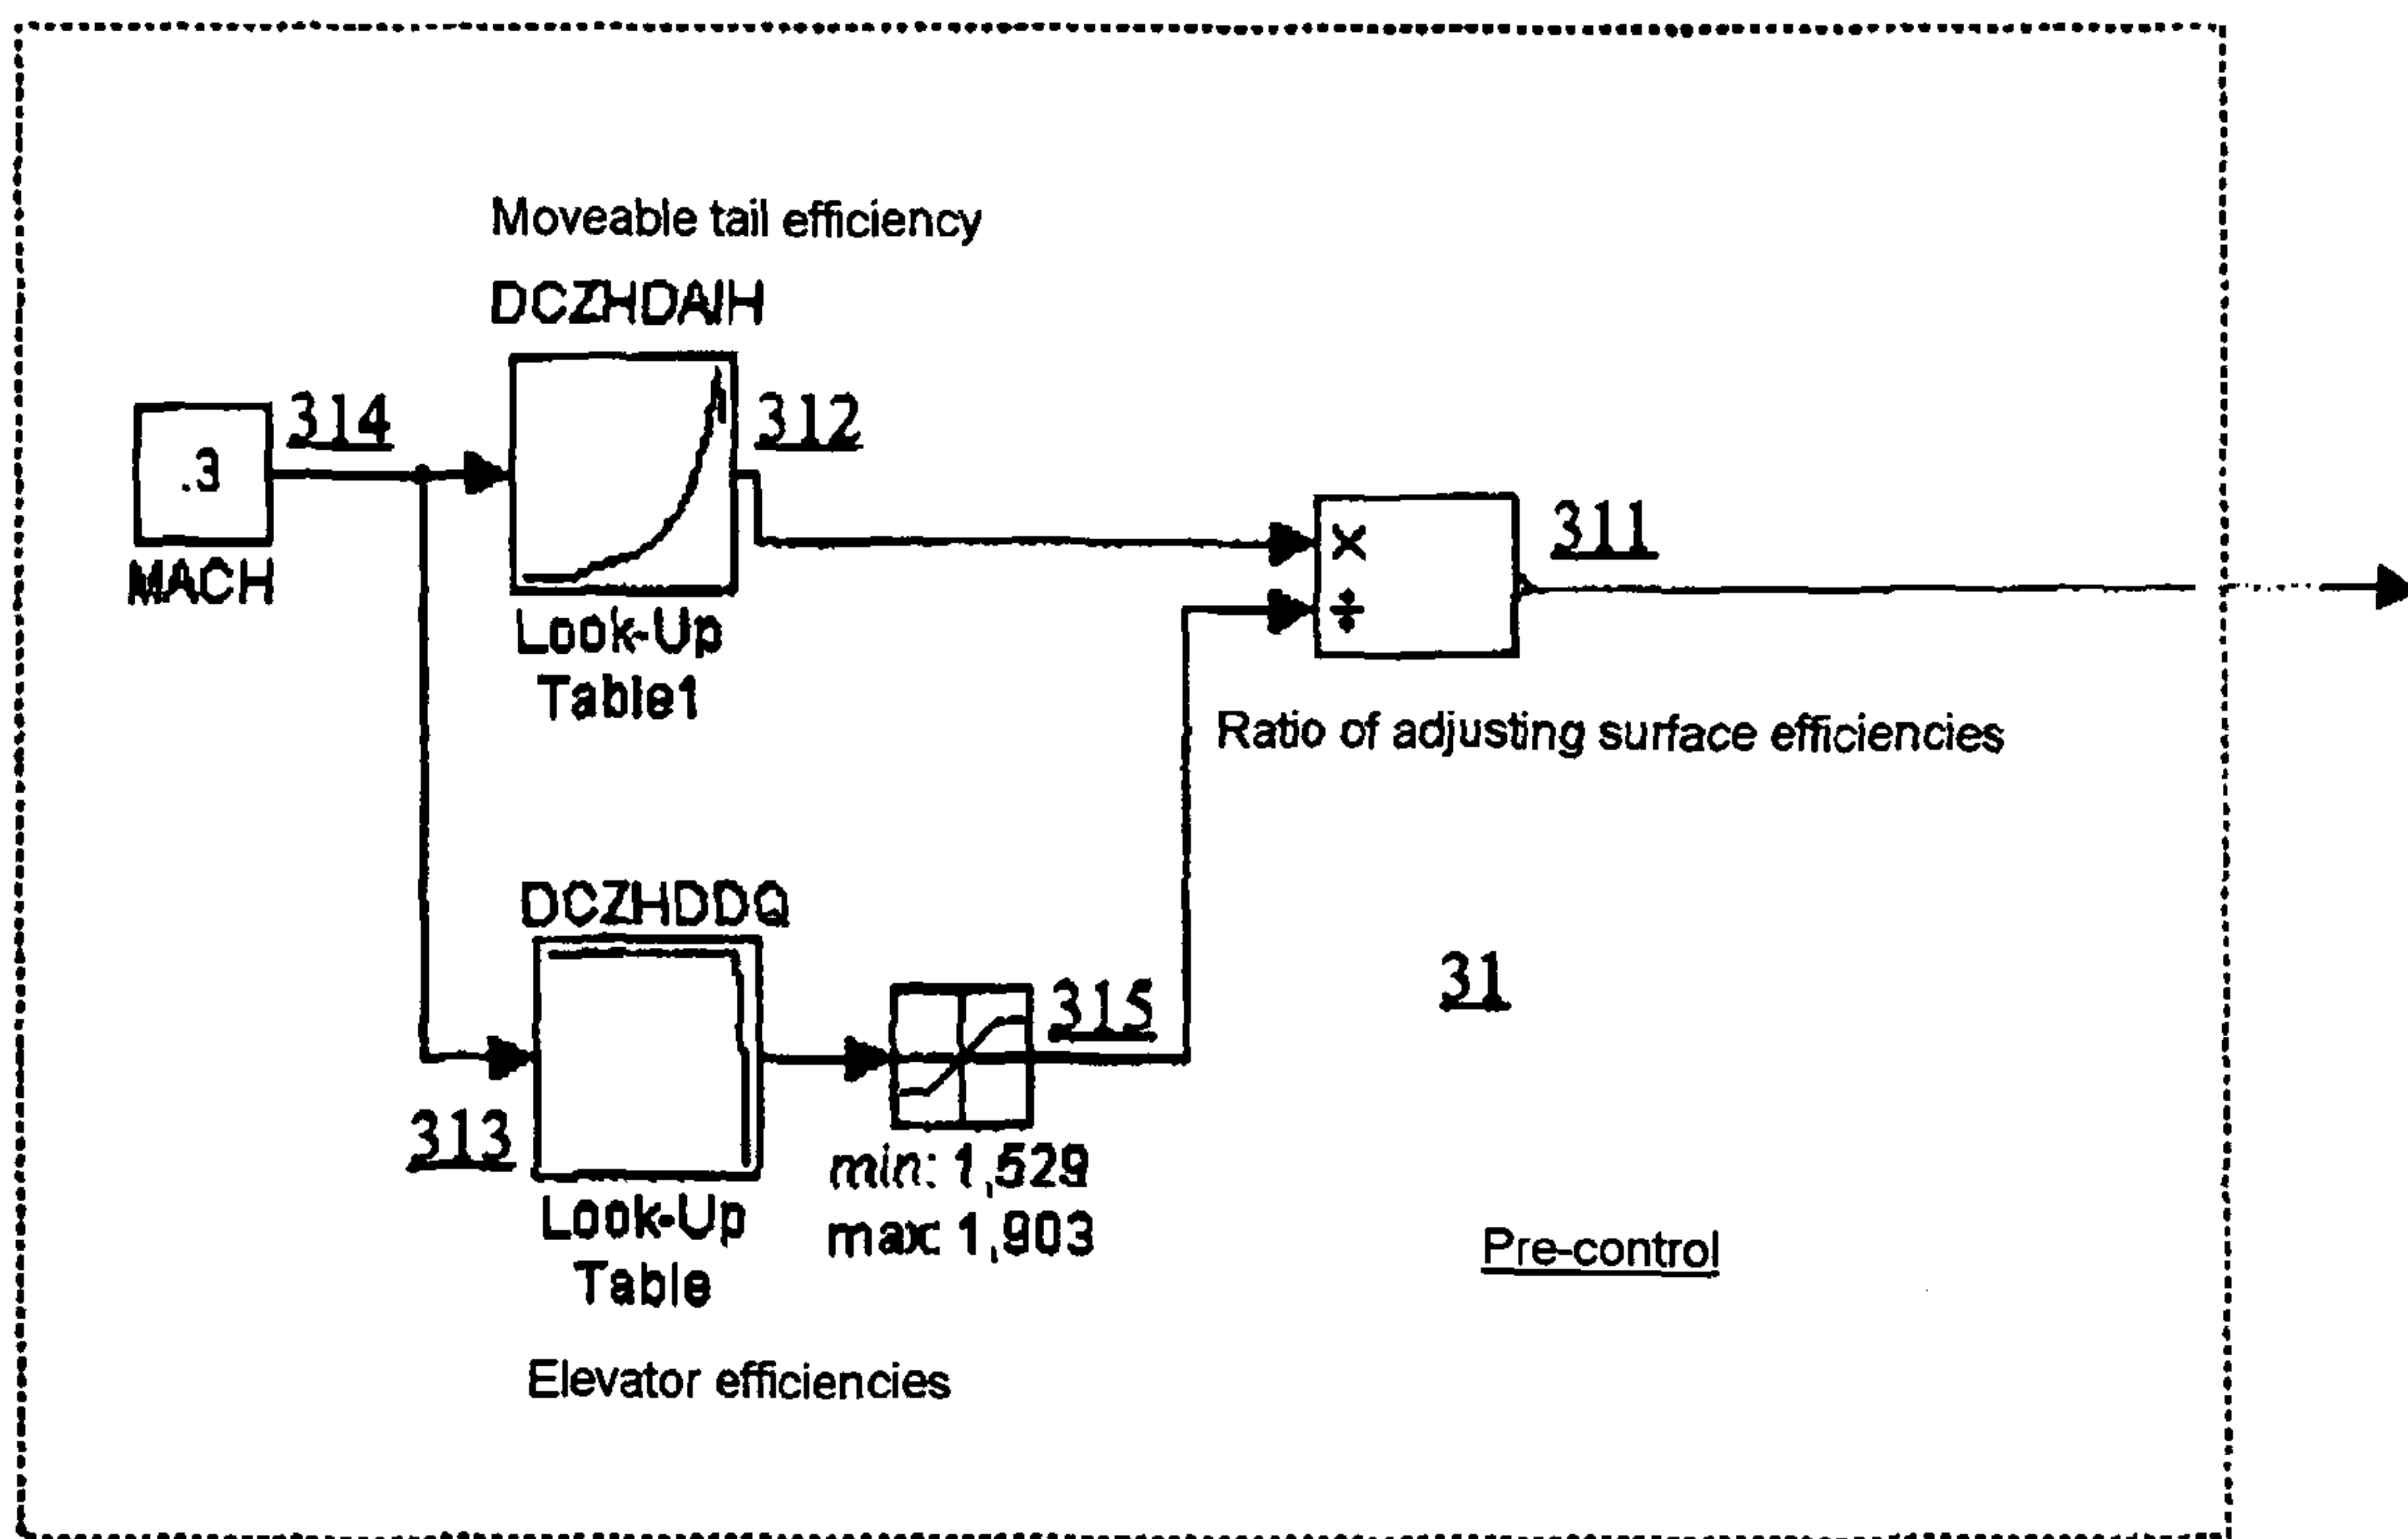 Moveable tail efficiency
DCZHDAIH
314
312
.3
MACH
Look-Up
Table1
×
÷
311
Ratio of adjusting surface efficiencies
DCZHDDQ
313
315
31
min: 1,529
max: 1,903
Look-Up
Table
Pre-control
Elevator efficiencies